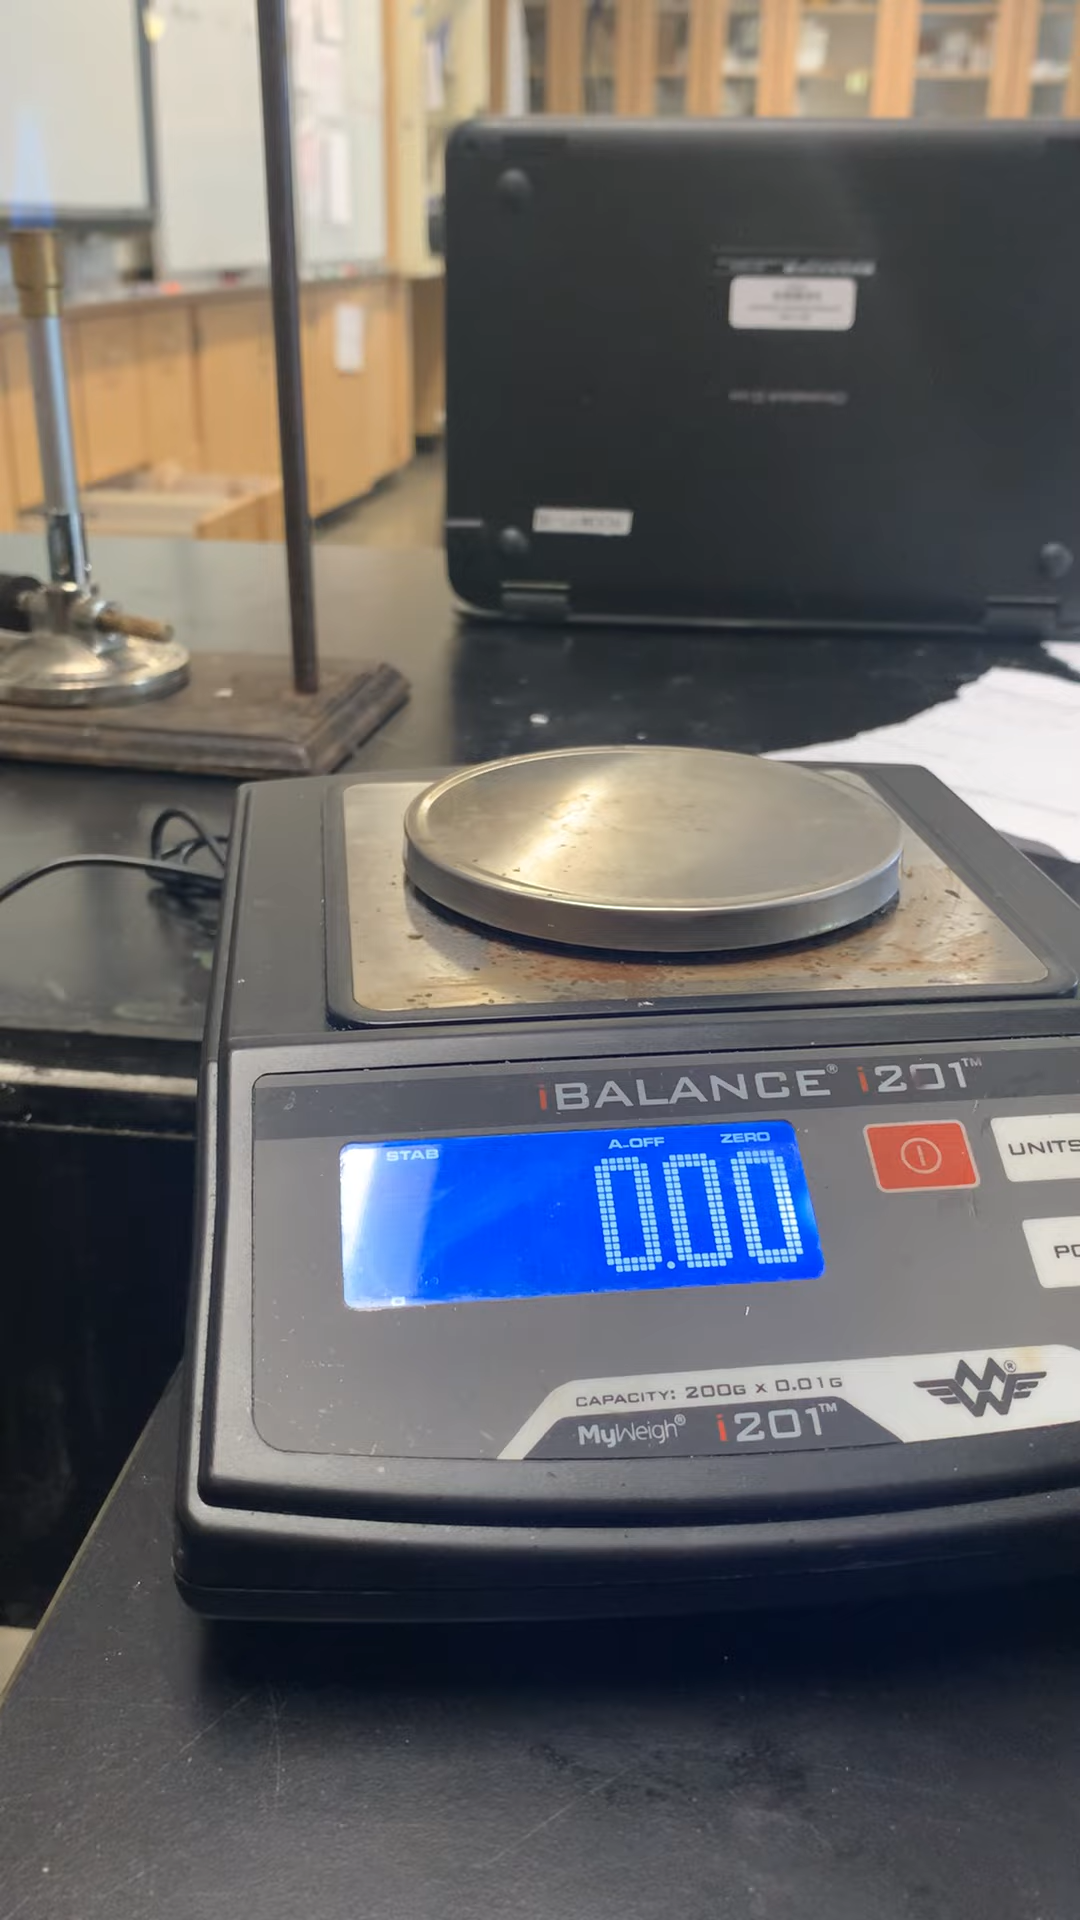 iBALANCE® i201™
STAB A-OFF ZERO
0.00
UNITS
CAPACITY: 200G x 0.01G
MyWeigh® i201™